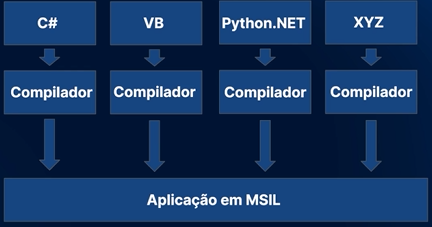 C# VB Python.NET XYZ
Compilador Compilador Compilador Compilador
Aplicação em MSIL